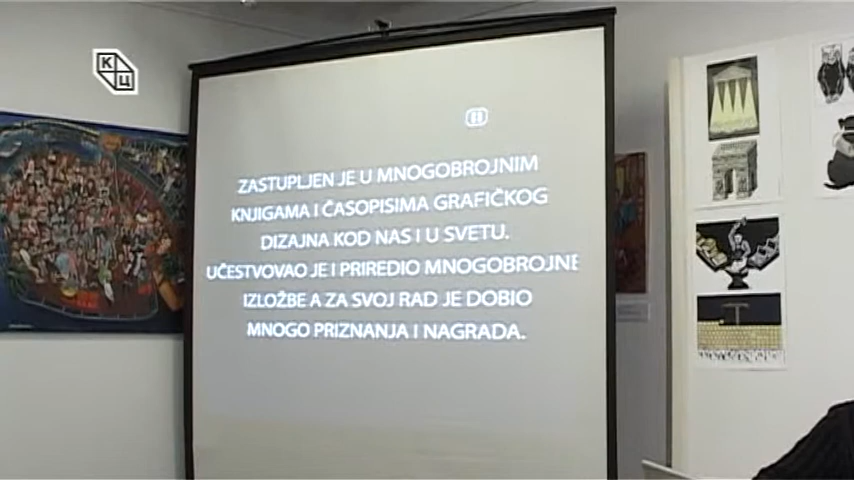 К
Ц
ZASTUPLJEN JE U MNOGOBROJNIM
KNJIGAMA I ČASOPISIMA GRAFIČKOG
DIZAJNA KOD NAS I U SVETU.
UČESTVOVAO JE I PRIREDIO MNOGOBROJNE
IZLOŽBE A ZA SVOJ RAD JE DOBIO
MNOGO PRIZNANJA I NAGRADA.